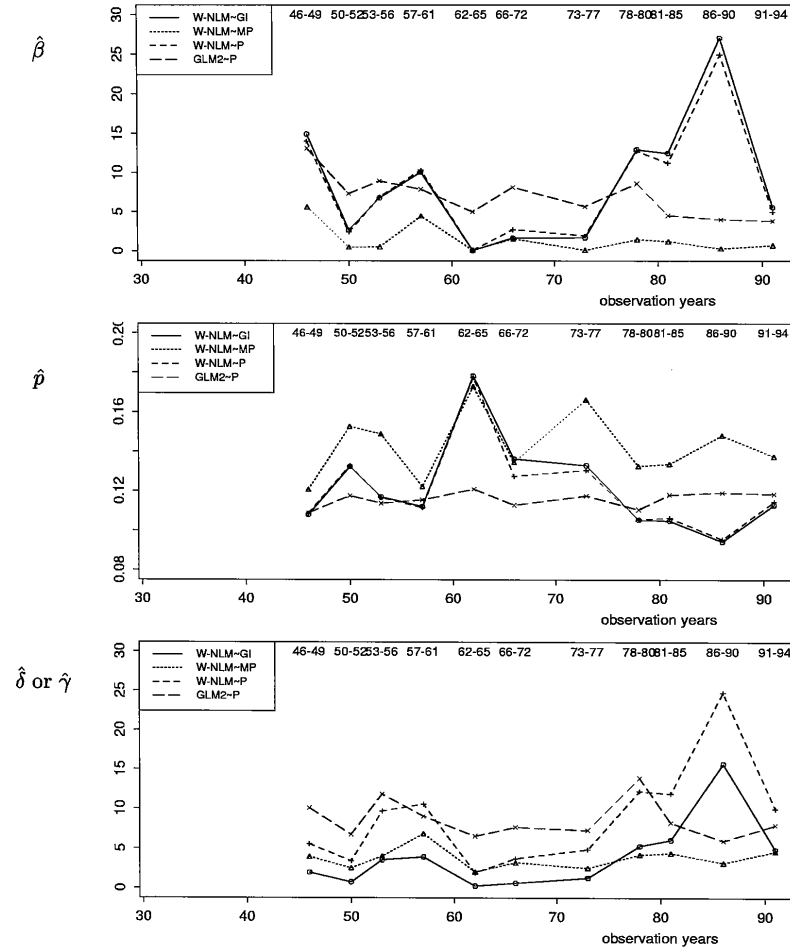 β̂
30
25
20
15
10
5
0
W-NLM~GI
W-NLM~MP
W-NLM~P
GLM2~P
46-49 50-52 53-56 57-61 62-65 66-72 73-77 78-80 81-85 86-90 91-94
30 40 50 60 70 80 90
observation years
p̂
0.20
0.16
0.12
0.08
W-NLM~GI
W-NLM~MP
W-NLM~P
GLM2~P
46-49 50-52 53-56 57-61 62-65 66-72 73-77 78-80 81-85 86-90 91-94
30 40 50 60 70 80 90
observation years
δ̂ or γ̂
30
25
20
15
10
5
0
W-NLM~GI
W-NLM~MP
W-NLM~P
GLM2~P
46-49 50-52 53-56 57-61 62-65 66-72 73-77 78-80 81-85 86-90 91-94
30 40 50 60 70 80 90
observation years